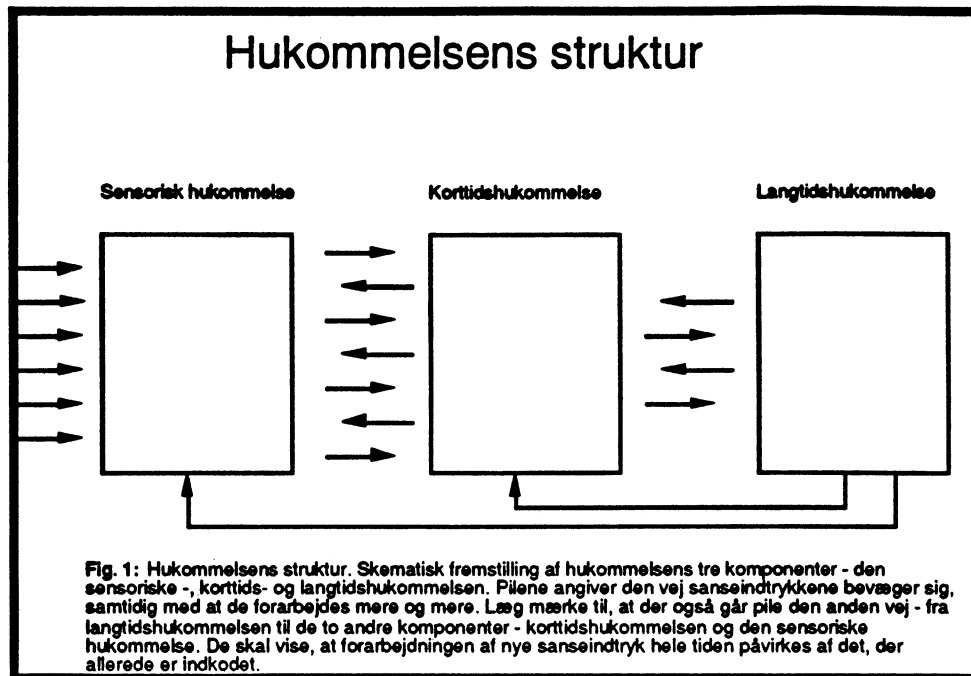 Hukommelsens struktur
Sensorisk hukommelse Korttidshukommelse Langtidshukommelse
Fig. 1: Hukommelsens struktur. Skematisk fremstilling af hukommelsens tre komponenter - den
sensoriske -, korttids- og langtidshukommelsen. Pilene angiver den vej sanseindtrykkene bevæger sig,
samtidig med at de forarbejdes mere og mere. Læg mærke til, at der også går pile den anden vej - fra
langtidshukommelsen til de to andre komponenter - korttidshukommelsen og den sensoriske
hukommelse. De skal vise, at forarbejdningen af nye sanseindtryk hele tiden påvirkes af det, der
allerede er indkodet.